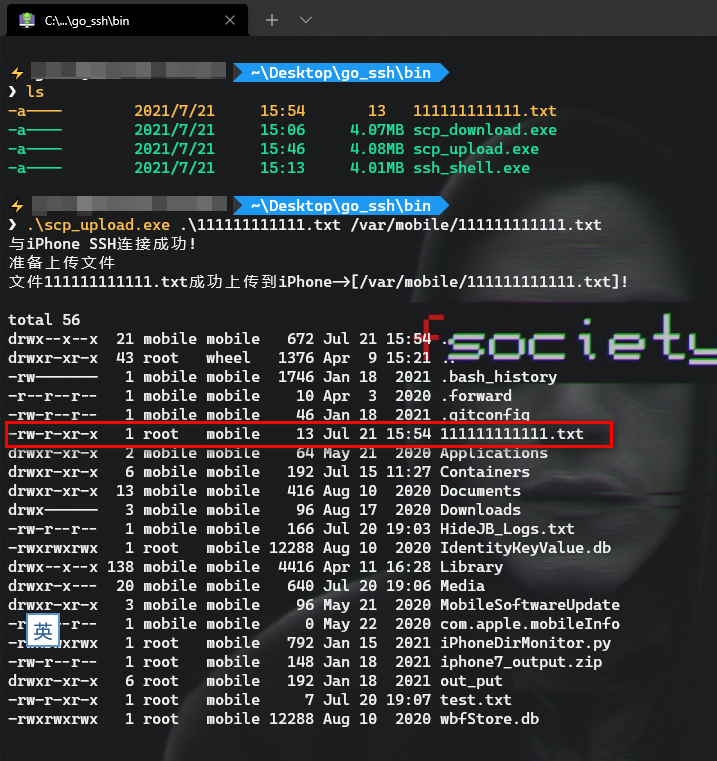 C:\...\go_ssh\bin
~\Desktop\go_ssh\bin
❯ ls
-a---- 2021/7/21 15:54 13 111111111111.txt
-a---- 2021/7/21 15:06 4.07MB scp_download.exe
-a---- 2021/7/21 15:46 4.08MB scp_upload.exe
-a---- 2021/7/21 15:13 4.01MB ssh_shell.exe
~\Desktop\go_ssh\bin
❯ .\scp_upload.exe .\111111111111.txt /var/mobile/111111111111.txt
与iPhone SSH连接成功!
准备上传文件
文件111111111111.txt成功上传到iPhone->[/var/mobile/111111111111.txt]!
total 56
drwx--x--x 21 mobile mobile 672 Jul 21 15:54 .
drwxr-xr-x 43 root wheel 1376 Apr 9 15:21 ..
fsociety
-rw------- 1 mobile mobile 1746 Jan 18 2021 .bash_history
-r--r--r-- 1 mobile mobile 10 Apr 3 2020 .forward
-rw-r--r-- 1 mobile mobile 46 Jan 18 2021 .gitconfig
-rw-r-xr-x 1 root mobile 13 Jul 21 15:54 111111111111.txt
drwxr-xr-x 2 mobile mobile 64 May 21 2020 Applications
drwxr-xr-x 6 mobile mobile 192 Jul 15 11:27 Containers
drwxr-xr-x 13 mobile mobile 416 Aug 10 2020 Documents
drwx------ 3 mobile mobile 96 Aug 17 2020 Downloads
-rw-r--r-- 1 mobile mobile 166 Jul 20 19:03 HideJB_Logs.txt
-rwxrwxrwx 1 root mobile 12288 Aug 10 2020 IdentityKeyValue.db
drwxr-x--x 138 mobile mobile 4416 Apr 11 16:28 Library
drwxr-x--- 20 mobile mobile 640 Jul 20 19:06 Media
drwxr-xr-x 3 mobile mobile 96 May 21 2020 MobileSoftwareUpdate
1 mobile mobile 0 May 22 2020 com.apple.mobileInfo
英
1 root mobile 792 Jan 15 2021 iPhoneDirMonitor.py
-rw-r--r-- 1 root mobile 148 Jan 18 2021 iphone7_output.zip
drwxr-xr-x 6 root mobile 192 Jan 18 2021 out_put
-rw-r-xr-x 1 root mobile 7 Jul 20 19:07 test.txt
-rwxrwxrwx 1 root mobile 12288 Aug 10 2020 wbfStore.db